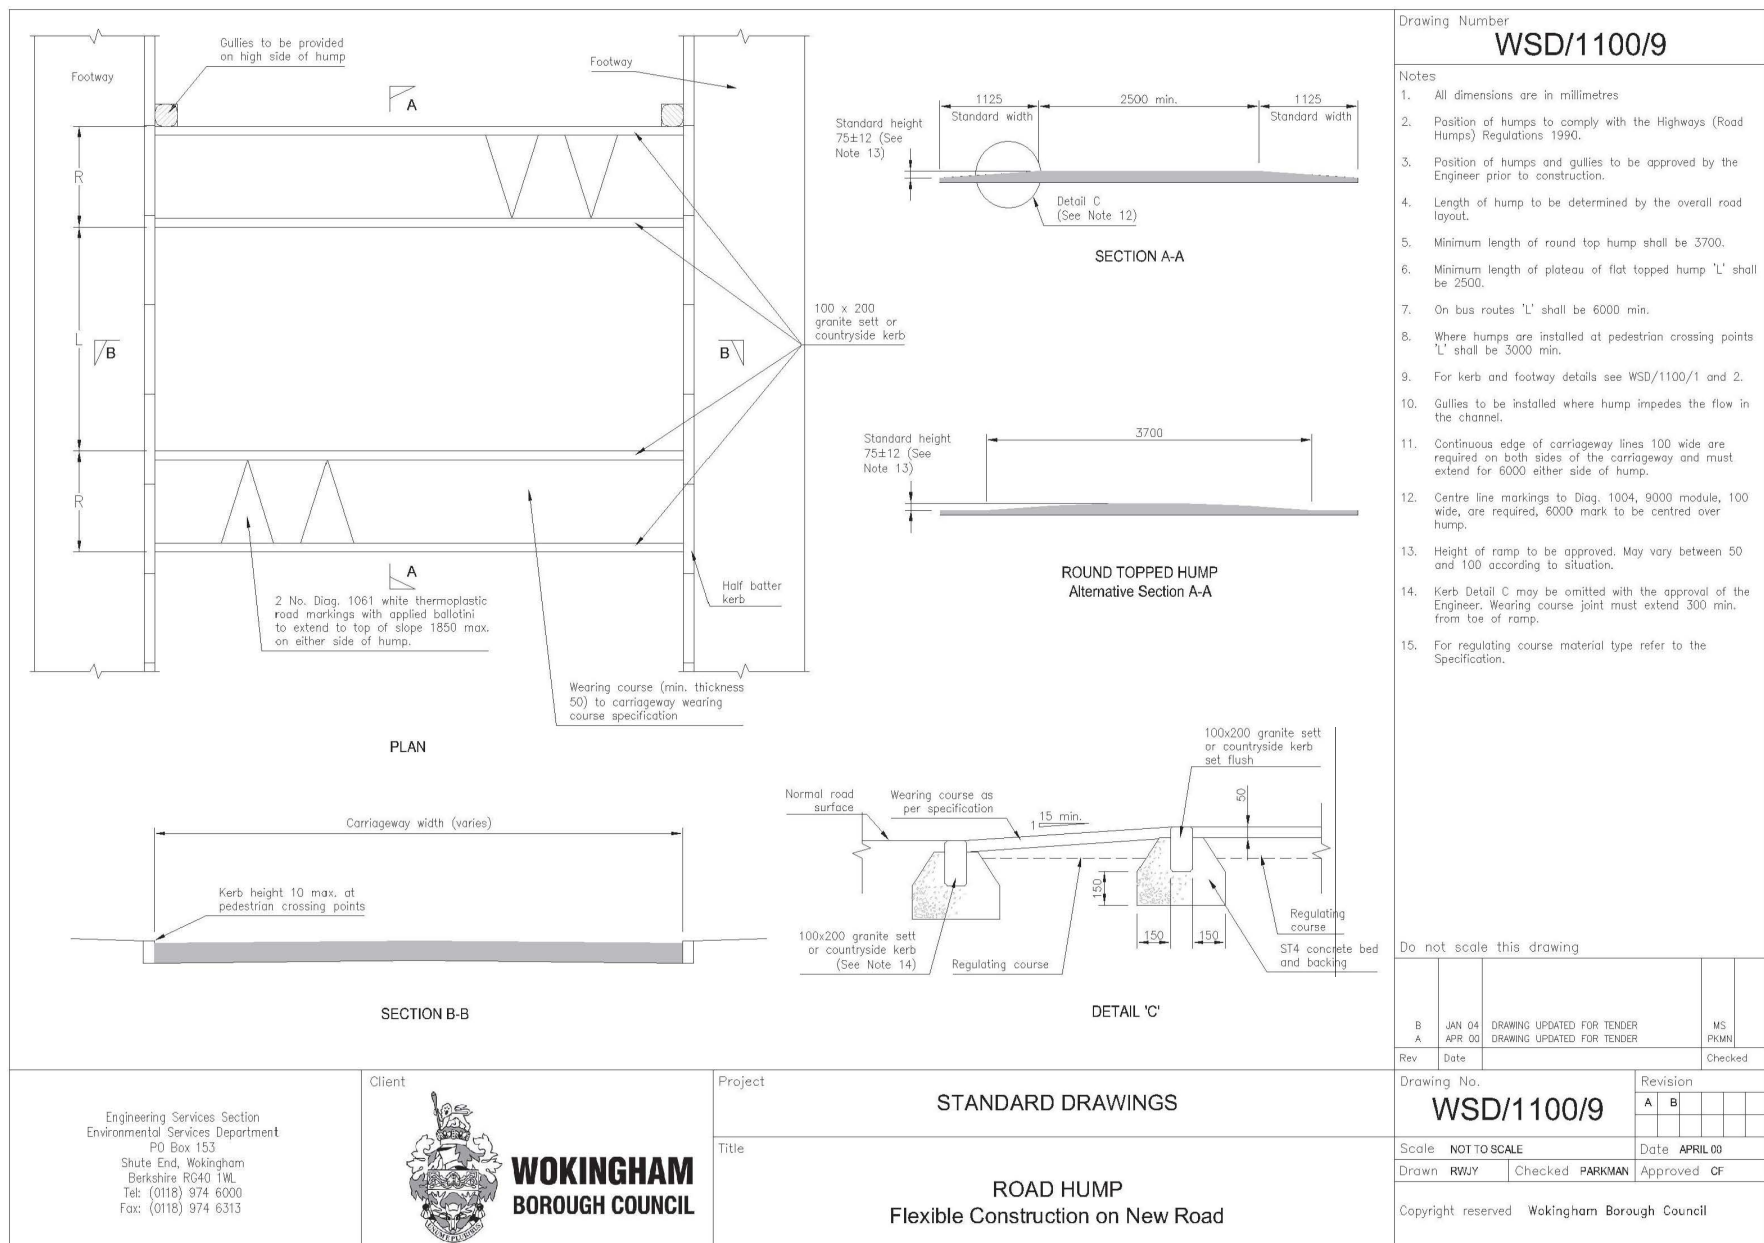 Gullies to be provided
on high side of hump
Footway
Footway
A
R
L
B
B
R
A
100 x 200
granite sett or
countryside kerb
Half batter
kerb
2 No. Diag. 1061 white thermoplastic
road markings with applied ballotini
to extend to top of slope 1850 max.
on either side of hump.
Wearing course (min. thickness
50) to carriageway wearing
course specification
PLAN
Carriageway width (varies)
Kerb height 10 max. at
pedestrian crossing points
SECTION B-B
1125
2500 min.
1125
Standard width
Standard width
Standard height
75±12 (See
Note 13)
Detail C
(See Note 12)
SECTION A-A
3700
Standard height
75±12 (See
Note 13)
ROUND TOPPED HUMP
Alternative Section A-A
100x200 granite sett
or countryside kerb
set flush
Normal road
surface
Wearing course as
per specification
1
15 min.
50
150
150
150
Regulating
course
100x200 granite sett
or countryside kerb
(See Note 14)
Regulating course
ST4 concrete bed
and backing
DETAIL 'C'
Drawing Number
WSD/1100/9
Notes
1. All dimensions are in millimetres
2. Position of humps to comply with the Highways (Road
Humps) Regulations 1990.
3. Position of humps and gullies to be approved by the
Engineer prior to construction.
4. Length of hump to be determined by the overall road
layout.
5. Minimum length of round top hump shall be 3700.
6. Minimum length of plateau of flat topped hump 'L' shall
be 2500.
7. On bus routes 'L' shall be 6000 min.
8. Where humps are installed at pedestrian crossing points
'L' shall be 3000 min.
9. For kerb and footway details see WSD/1100/1 and 2.
10. Gullies to be installed where hump impedes the flow in
the channel.
11. Continuous edge of carriageway lines 100 wide are
required on both sides of the carriageway and must
extend for 6000 either side of hump.
12. Centre line markings to Diag. 1004, 9000 module, 100
wide, are required, 6000 mark to be centred over
hump.
13. Height of ramp to be approved. May vary between 50
and 100 according to situation.
14. Kerb Detail C may be omitted with the approval of the
Engineer. Wearing course joint must extend 300 min.
from toe of ramp.
15. For regulating course material type refer to the
Specification.
Do not scale this drawing
B JAN 04 DRAWING UPDATED FOR TENDER MS
A APR 00 DRAWING UPDATED FOR TENDER PKMN
Rev Date Checked
Engineering Services Section
Environmental Services Department
PO Box 153
Shute End, Wokingham
Berkshire RG40 1WL
Tel: (0118) 974 6000
Fax: (0118) 974 6313
Client
WOKINGHAM
BOROUGH COUNCIL
E UNUM E PLURIBUS
Project
STANDARD DRAWINGS
Title
ROAD HUMP
Flexible Construction on New Road
Drawing No.
WSD/1100/9
Revision
A B
Scale NOT TO SCALE
Date APRIL 00
Drawn RWJY
Checked PARKMAN
Approved CF
Copyright reserved Wokingham Borough Council